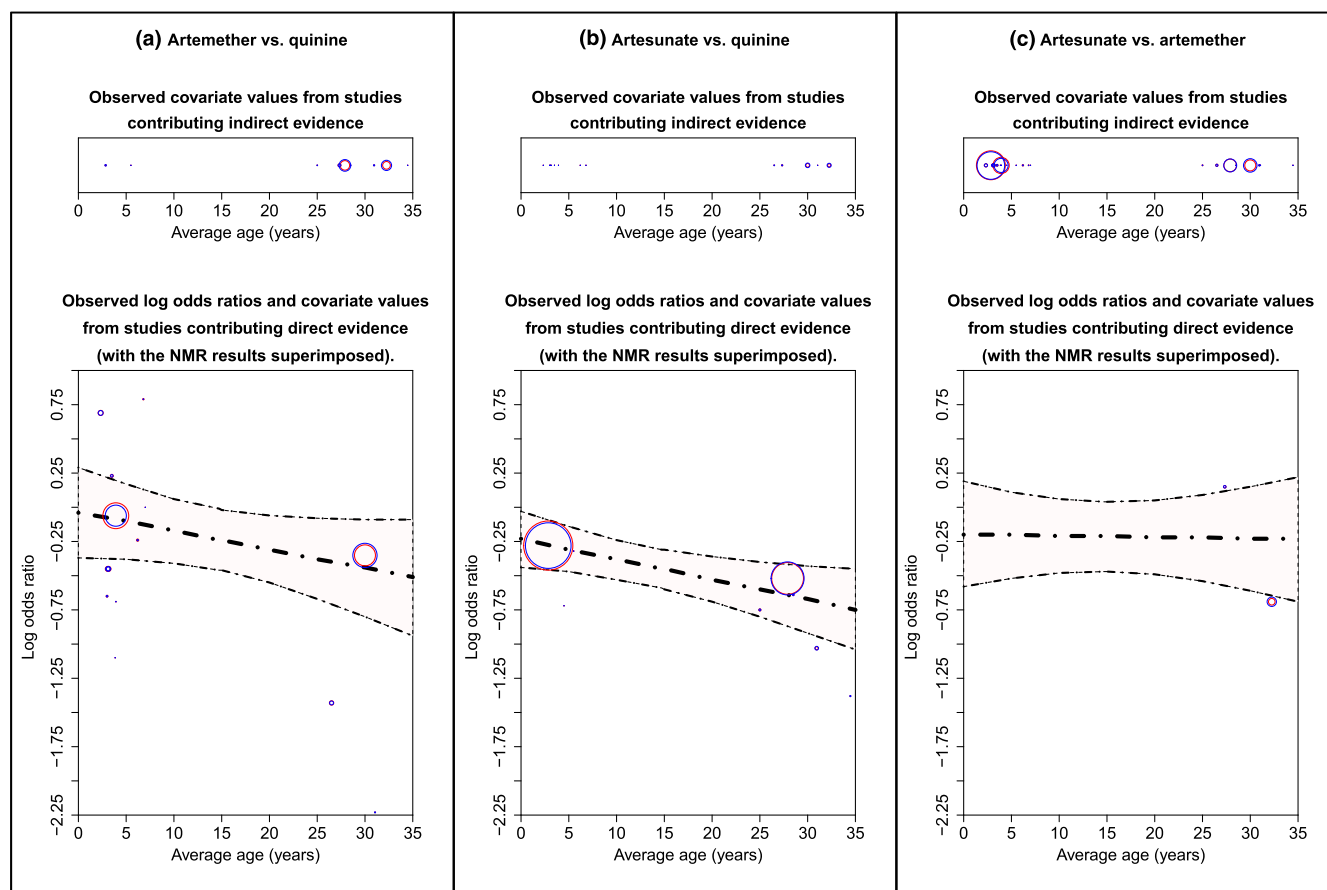 (a) Artemether vs. quinine
Observed covariate values from studies
contributing indirect evidence
0 5 10 15 20 25 30 35
Average age (years)
Observed log odds ratios and covariate values
from studies contributing direct evidence
(with the NMR results superimposed).
Log odds ratio
0.75
0.25
−0.25
−0.75
−1.25
−1.75
−2.25
0 5 10 15 20 25 30 35
Average age (years)
(b) Artesunate vs. quinine
Observed covariate values from studies
contributing indirect evidence
0 5 10 15 20 25 30 35
Average age (years)
Observed log odds ratios and covariate values
from studies contributing direct evidence
(with the NMR results superimposed).
Log odds ratio
0.75
0.25
−0.25
−0.75
−1.25
−1.75
−2.25
0 5 10 15 20 25 30 35
Average age (years)
(c) Artesunate vs. artemether
Observed covariate values from studies
contributing indirect evidence
0 5 10 15 20 25 30 35
Average age (years)
Observed log odds ratios and covariate values
from studies contributing direct evidence
(with the NMR results superimposed).
Log odds ratio
0.75
0.25
−0.25
−0.75
−1.25
−1.75
−2.25
0 5 10 15 20 25 30 35
Average age (years)